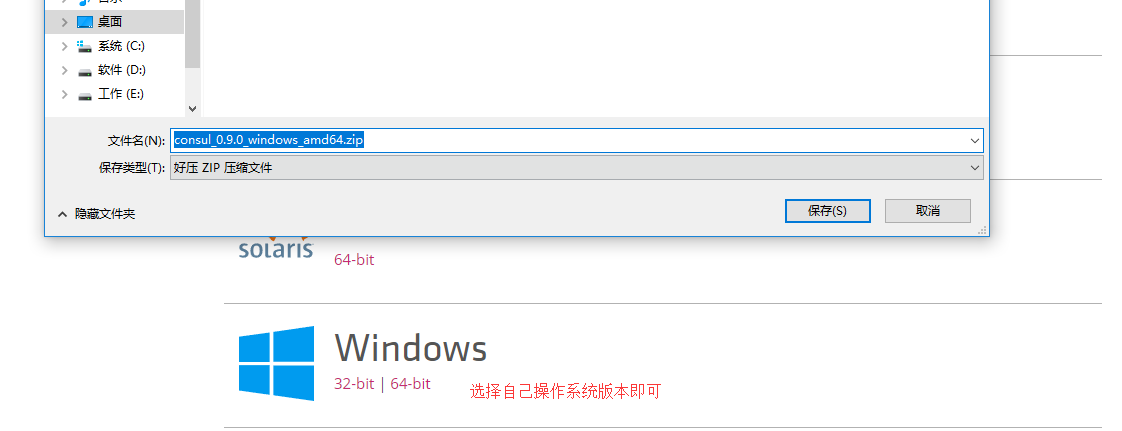 桌面
系统 (C:)
软件 (D:)
工作 (E:)
文件名(N):
consul_0.9.0_windows_amd64.zip
保存类型(T):
好压 ZIP 压缩文件
隐藏文件夹
保存(S)
取消
solaris
64-bit
Windows
32-bit | 64-bit
选择自己操作系统版本即可